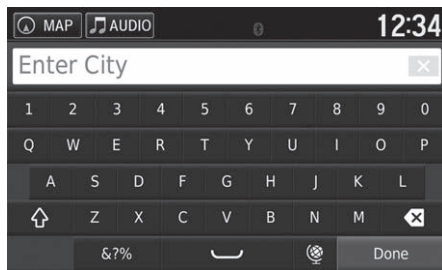 MAP AUDIO 12:34
Enter City
1 2 3 4 5 6 7 8 9 0
Q W E R T Y U I O P
A S D F G H J K L
Z X C V B N M
&?% Done